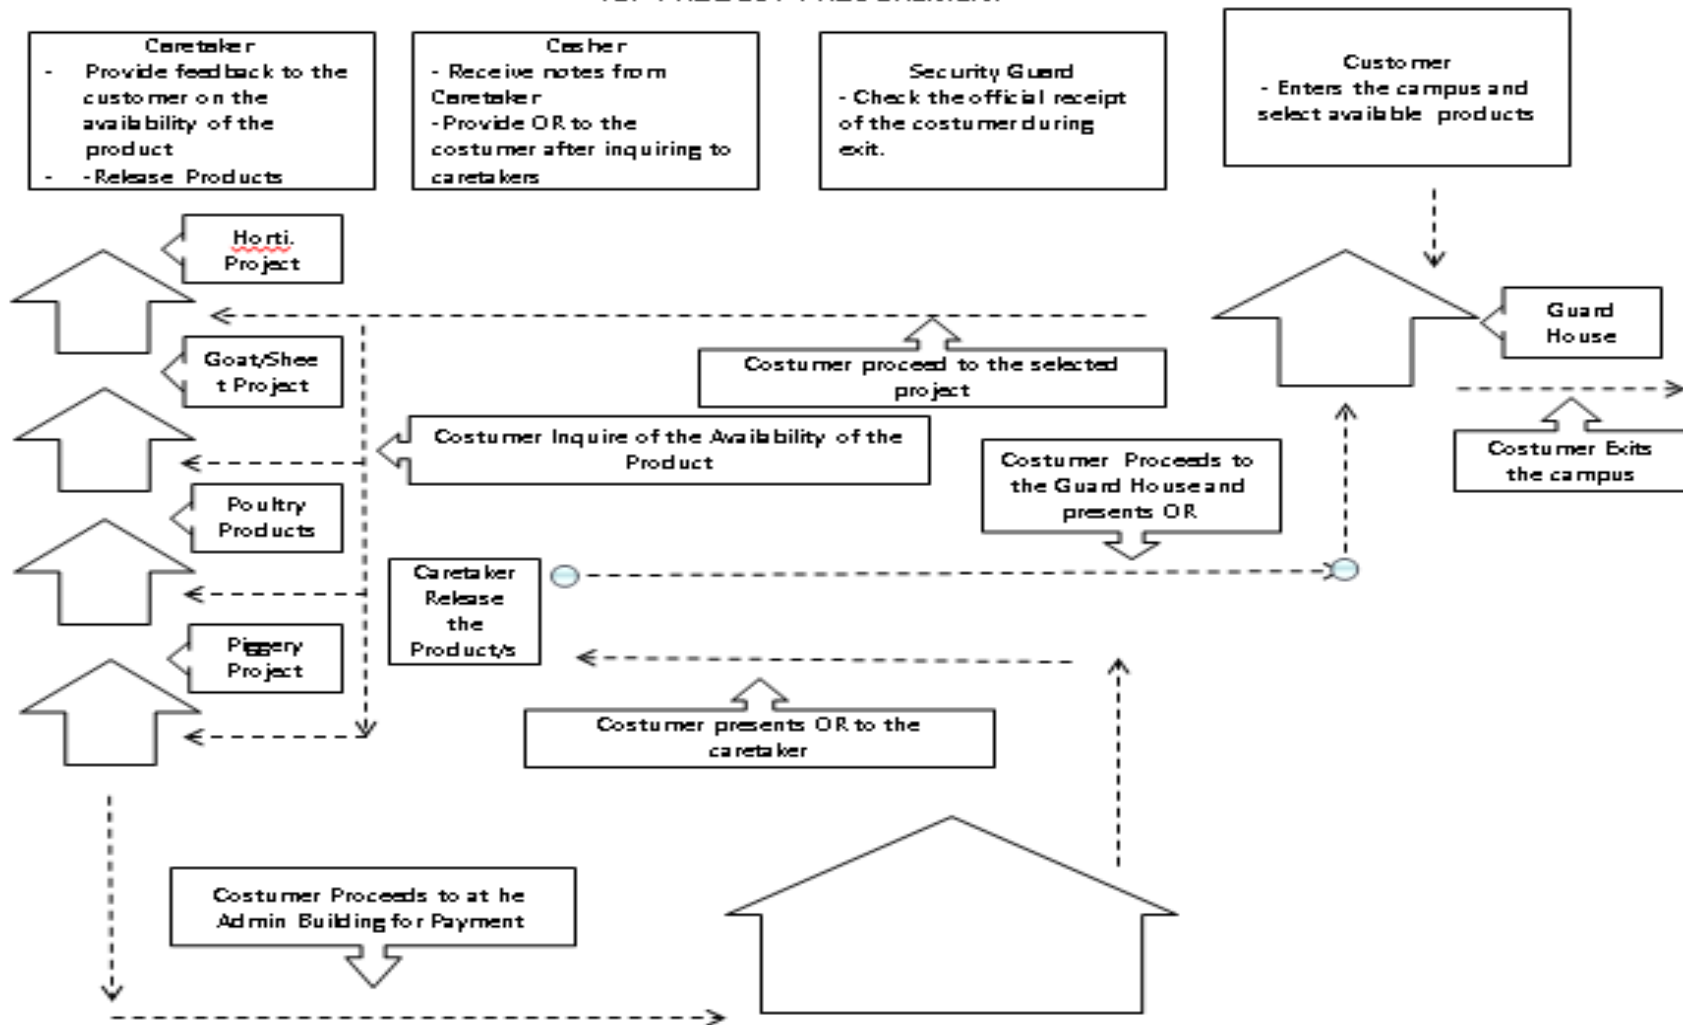 Caretaker
- Provide feedback to the
customer on the
availability of the
product
- -Release Products
Casher
- Receive notes from
Caretaker
-Provide OR to the
costumer after inquiring to
caretakers
Security Guard
- Check the official receipt
of the costumer during
exit.
Customer
- Enters the campus and
select available products
Horti.
Project
Guard
House
Goat/Shee
t Project
Costumer proceed to the selected
project
Costumer Inquire of the Availability of the
Product
Costumer Proceeds to
the Guard House and
presents OR
Costumer Exits
the campus
Poultry
Products
Caretaker
Release
the
Product/s
Piggery
Project
Costumer presents OR to the
caretaker
Costumer Proceeds to at he
Admin Building for Payment